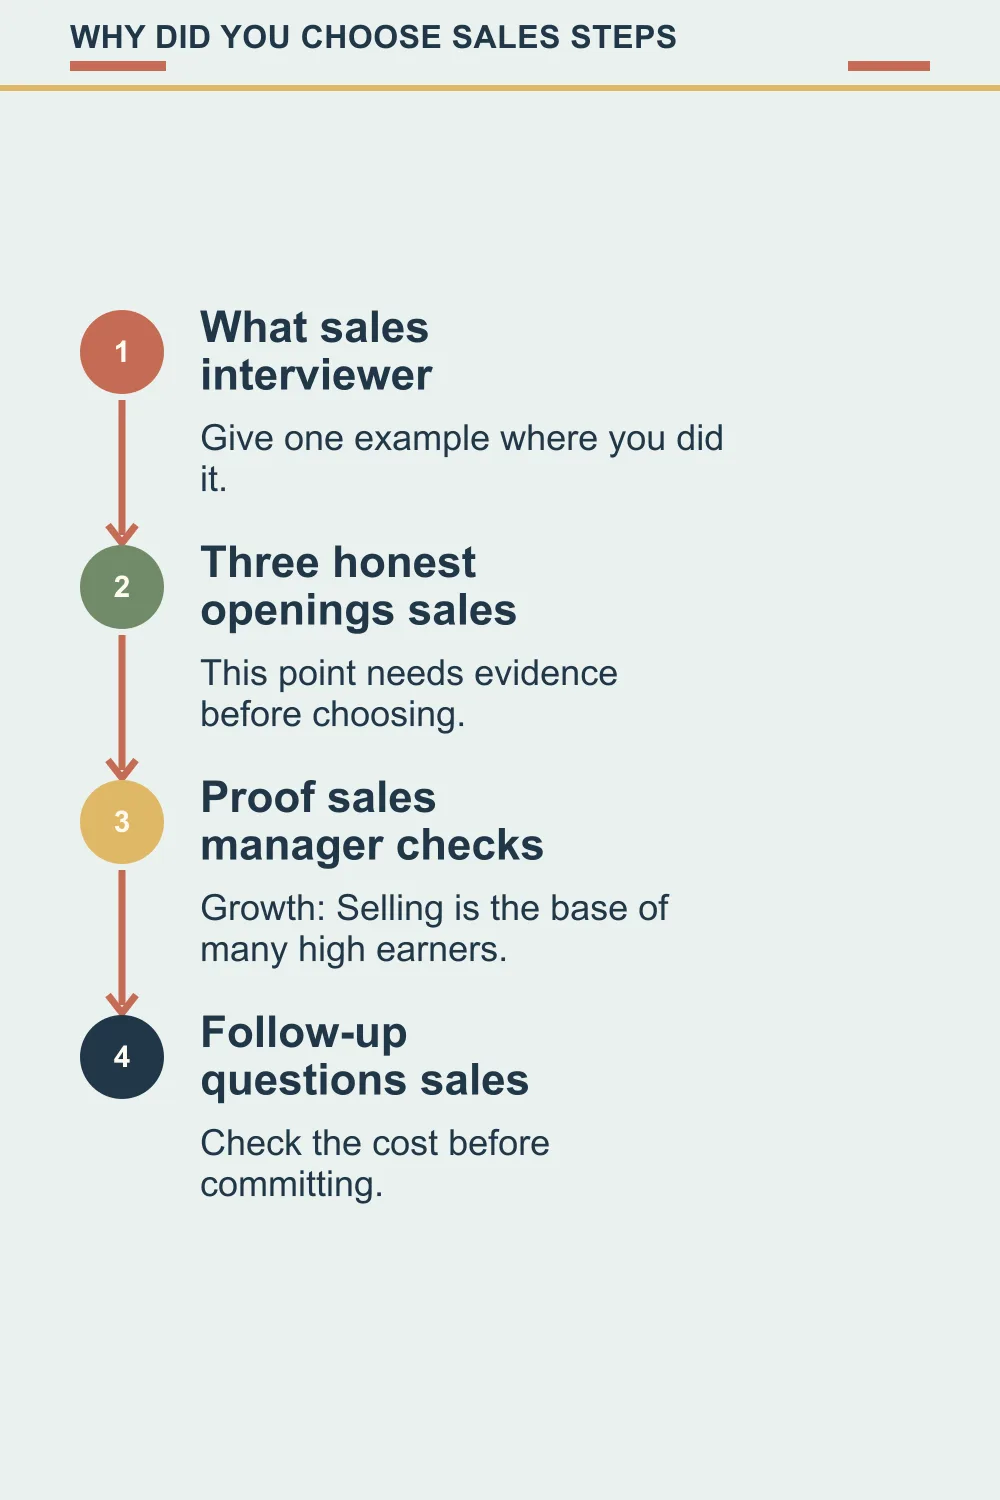 WHY DID YOU CHOOSE SALES STEPS
1
What sales
interviewer
Give one example where you did
it.
2
Three honest
openings sales
This point needs evidence
before choosing.
3
Proof sales
manager checks
Growth: Selling is the base of
many high earners.
4
Follow-up
questions sales
Check the cost before
committing.